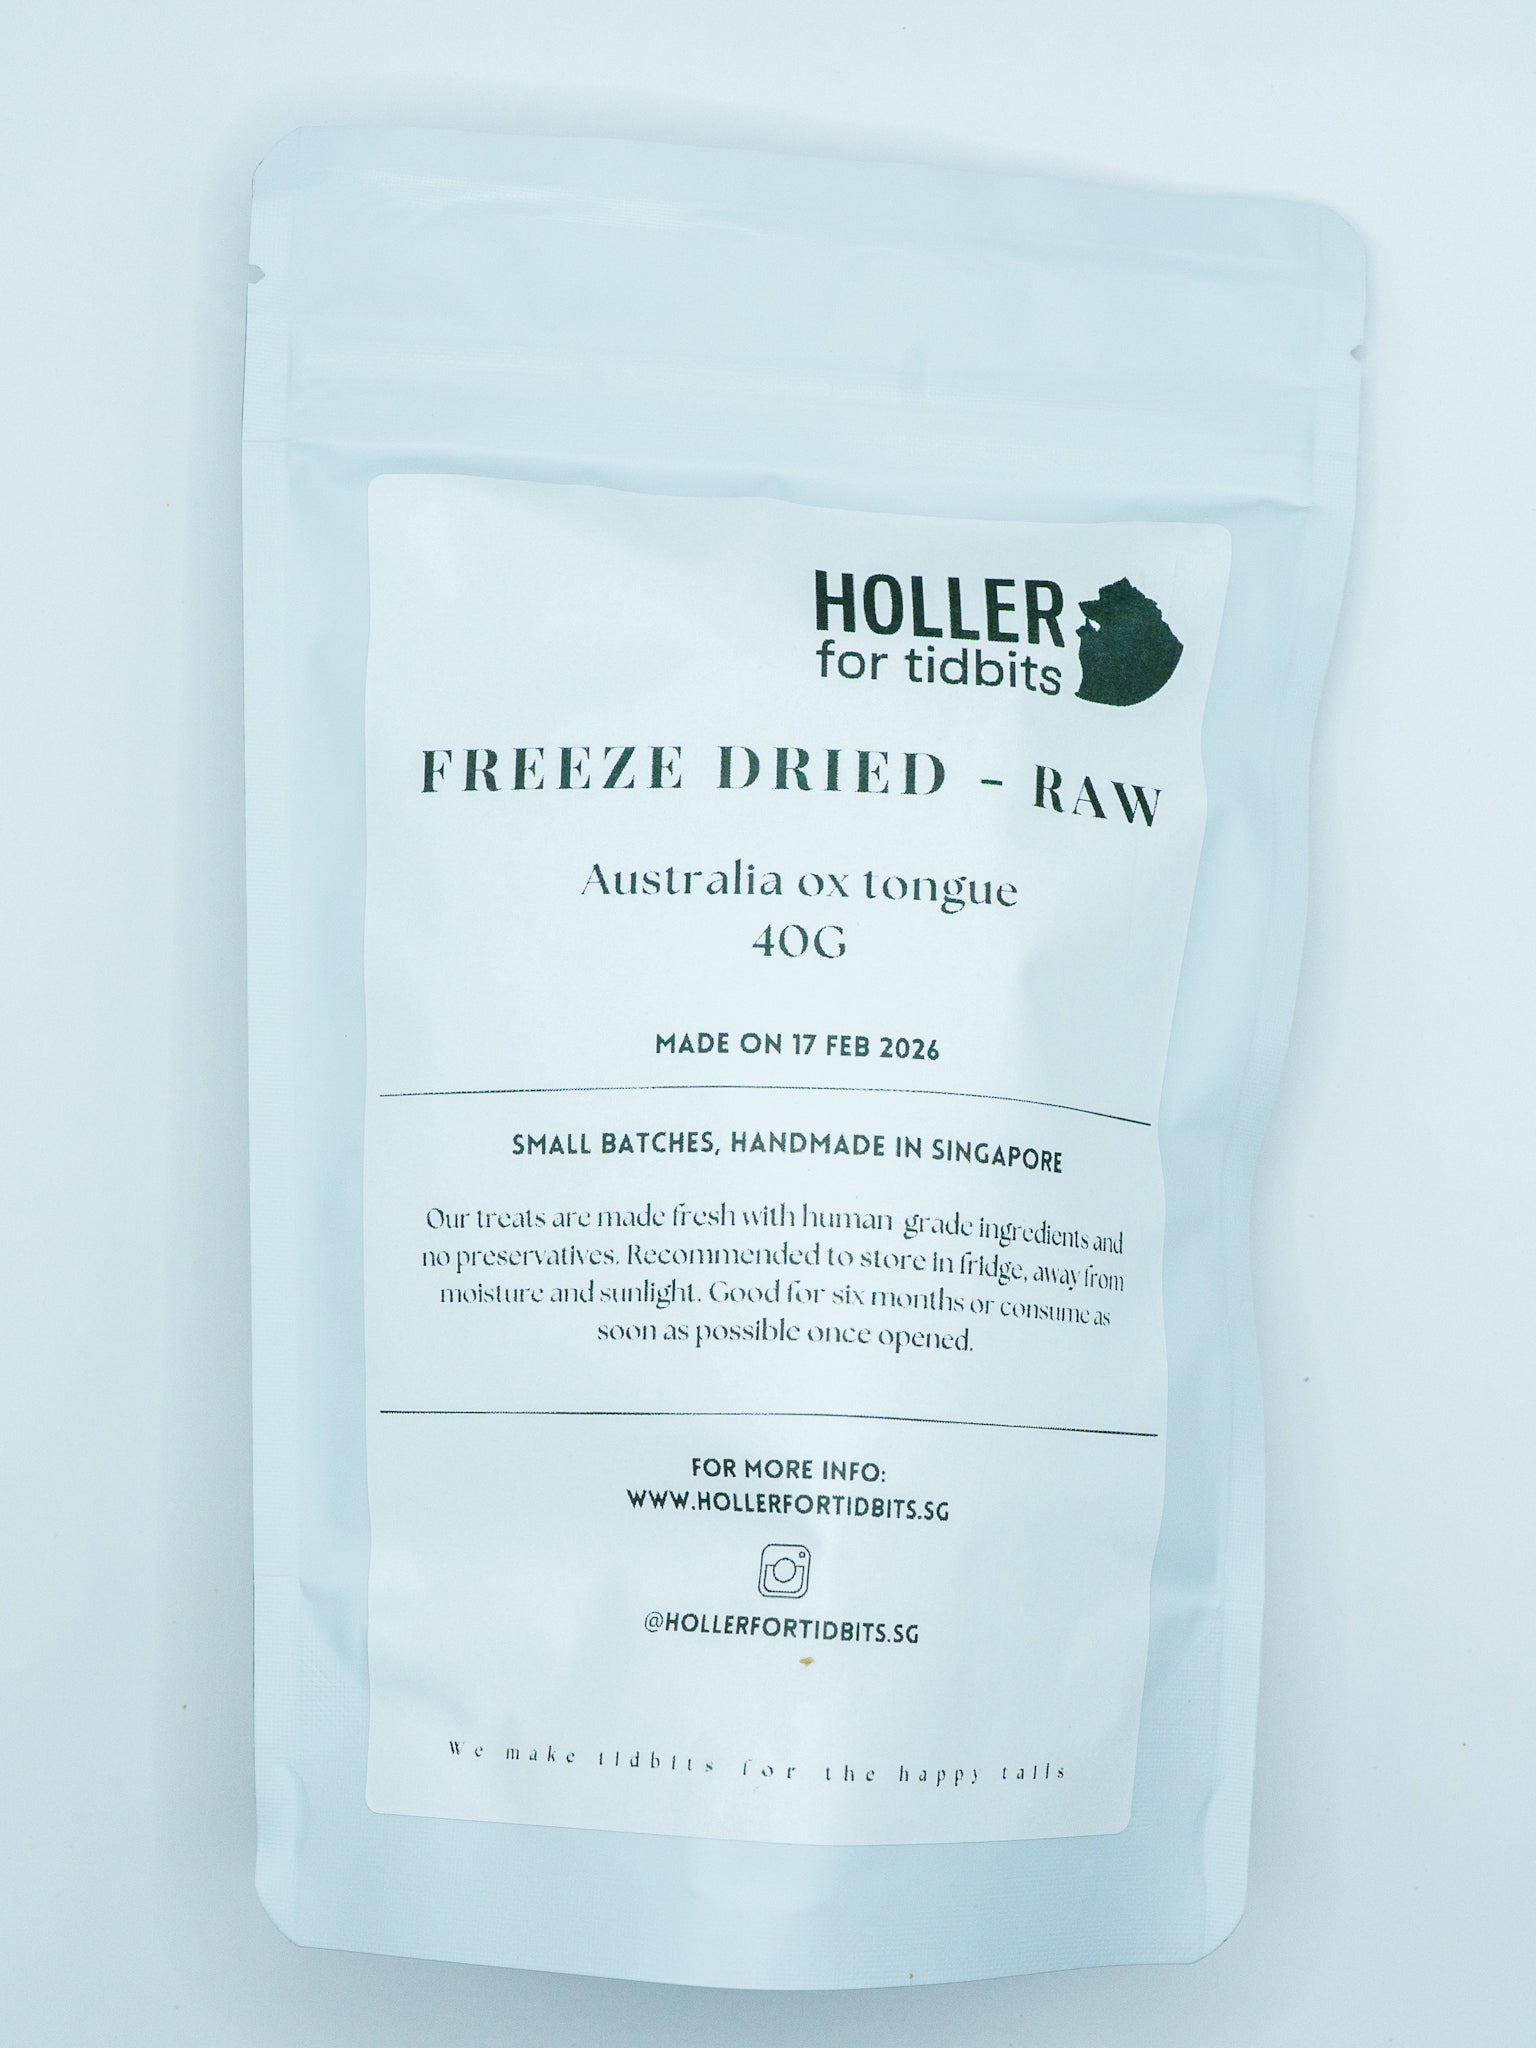 HOLLER
for tidbits
FREEZE DRIED - RAW
Australia ox tongue
40G
MADE ON 17 FEB 2026
SMALL BATCHES, HANDMADE IN SINGAPORE
Our treats are made fresh with human grade ingredients and
no preservatives. Recommended to store in fridge, away from
moisture and sunlight. Good for six months or consume as
soon as possible once opened.
FOR MORE INFO:
WWW.HOLLERFORTIDBITS.SG
@HOLLERFORTIDBITS.SG
We make tidbits for the happy tails